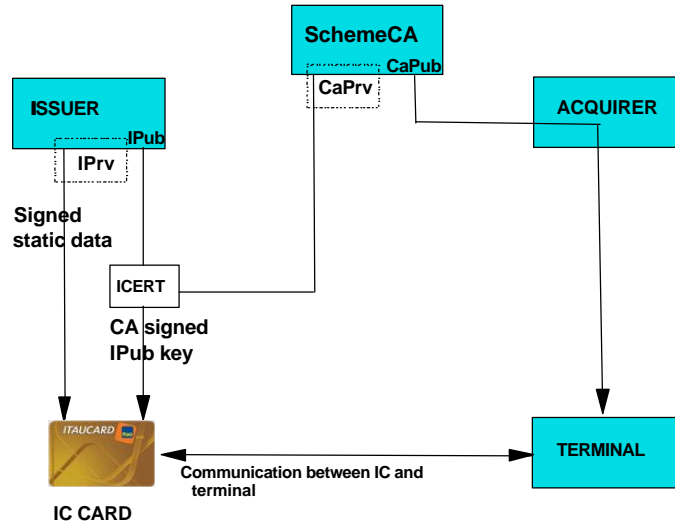 SchemeCA
CaPub
CaPrv
ISSUER
IPub
IPrv
ACQUIRER
Signed
static data
ICERT
CA signed
IPub key
ITAUCARD
Itaú
TERMINAL
Communication between IC and
terminal
IC CARD